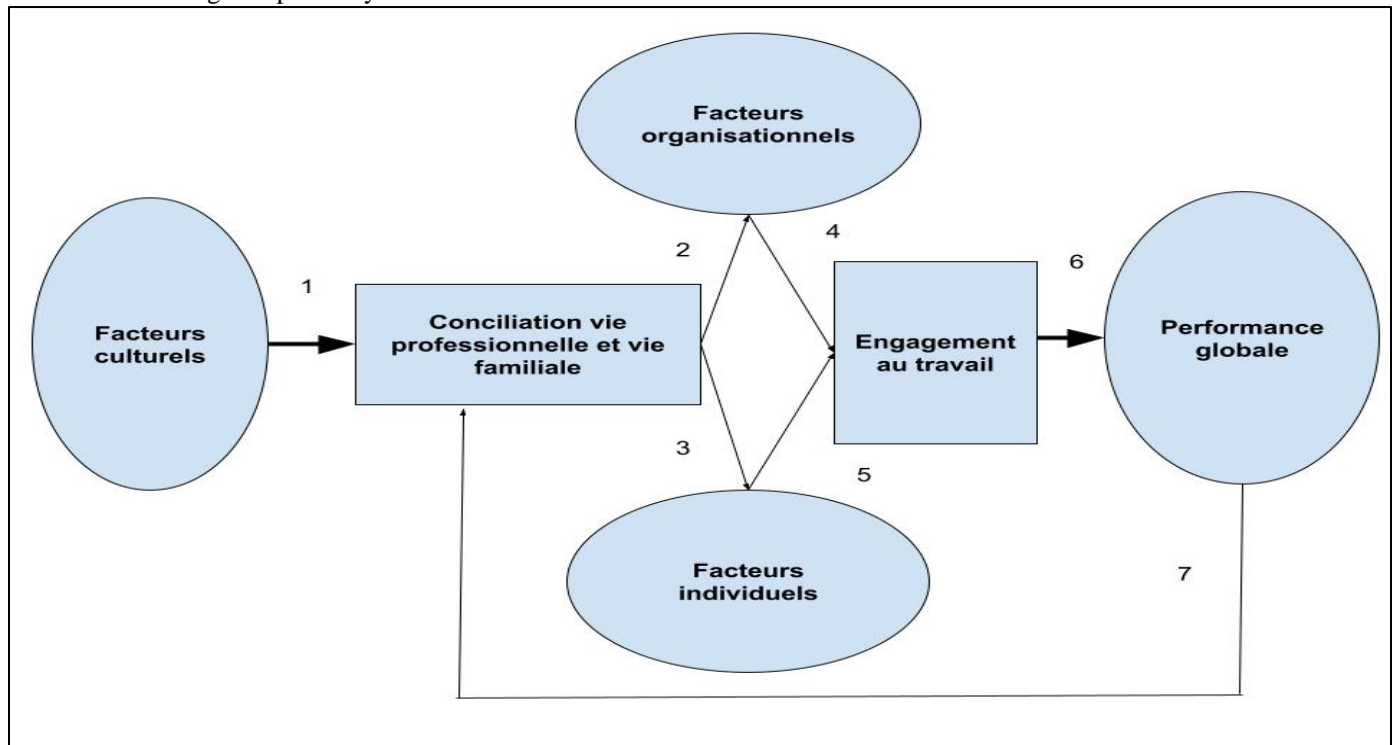 Facteurs
organisationnels
Facteurs
culturels
1
Conciliation vie
professionnelle et vie
familiale
2
3
4
5
Engagement
au travail
6
Performance
globale
Facteurs
individuels
7